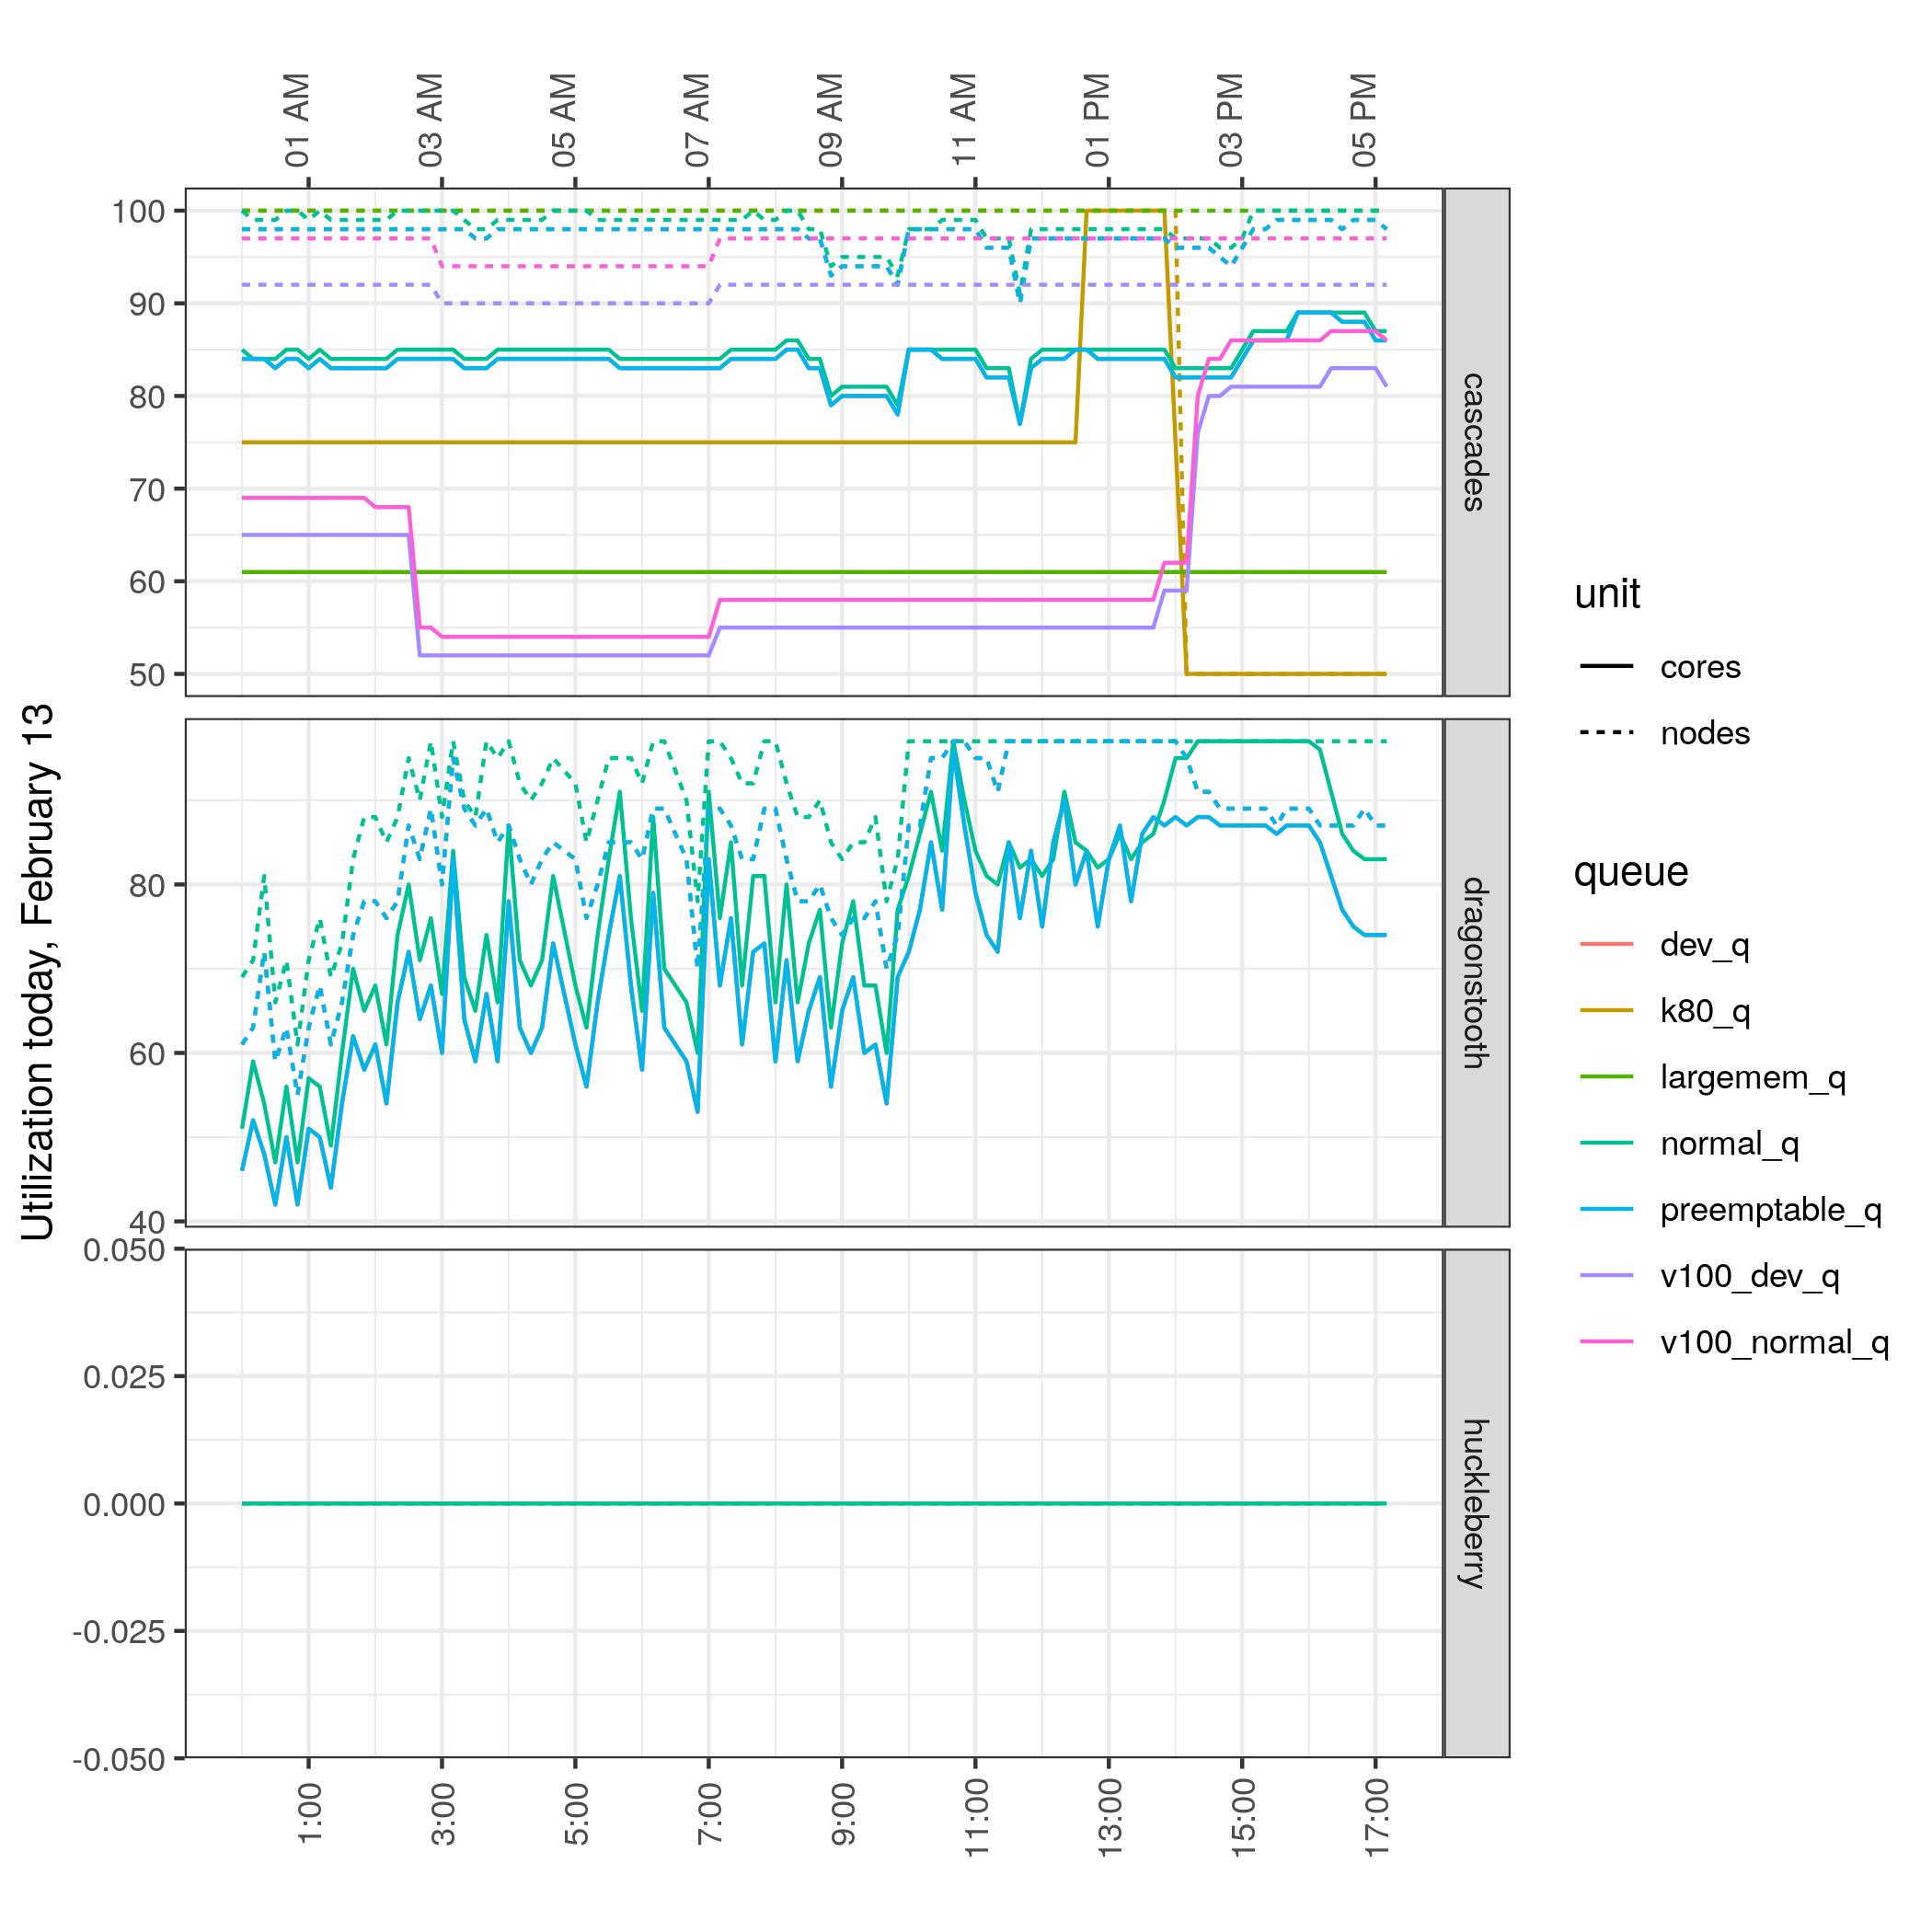 01 AM
03 AM
05 AM
07 AM
09 AM
11 AM
01 PM
03 PM
05 PM
Utilization today, February 13
100
90
80
70
60
50
cascades
80
60
40
dragonstooth
0.050
0.025
0.000
-0.025
-0.050
huckleberry
1:00
3:00
5:00
7:00
9:00
11:00
13:00
15:00
17:00
unit
cores
nodes
queue
dev_q
k80_q
largemem_q
normal_q
preemptable_q
v100_dev_q
v100_normal_q